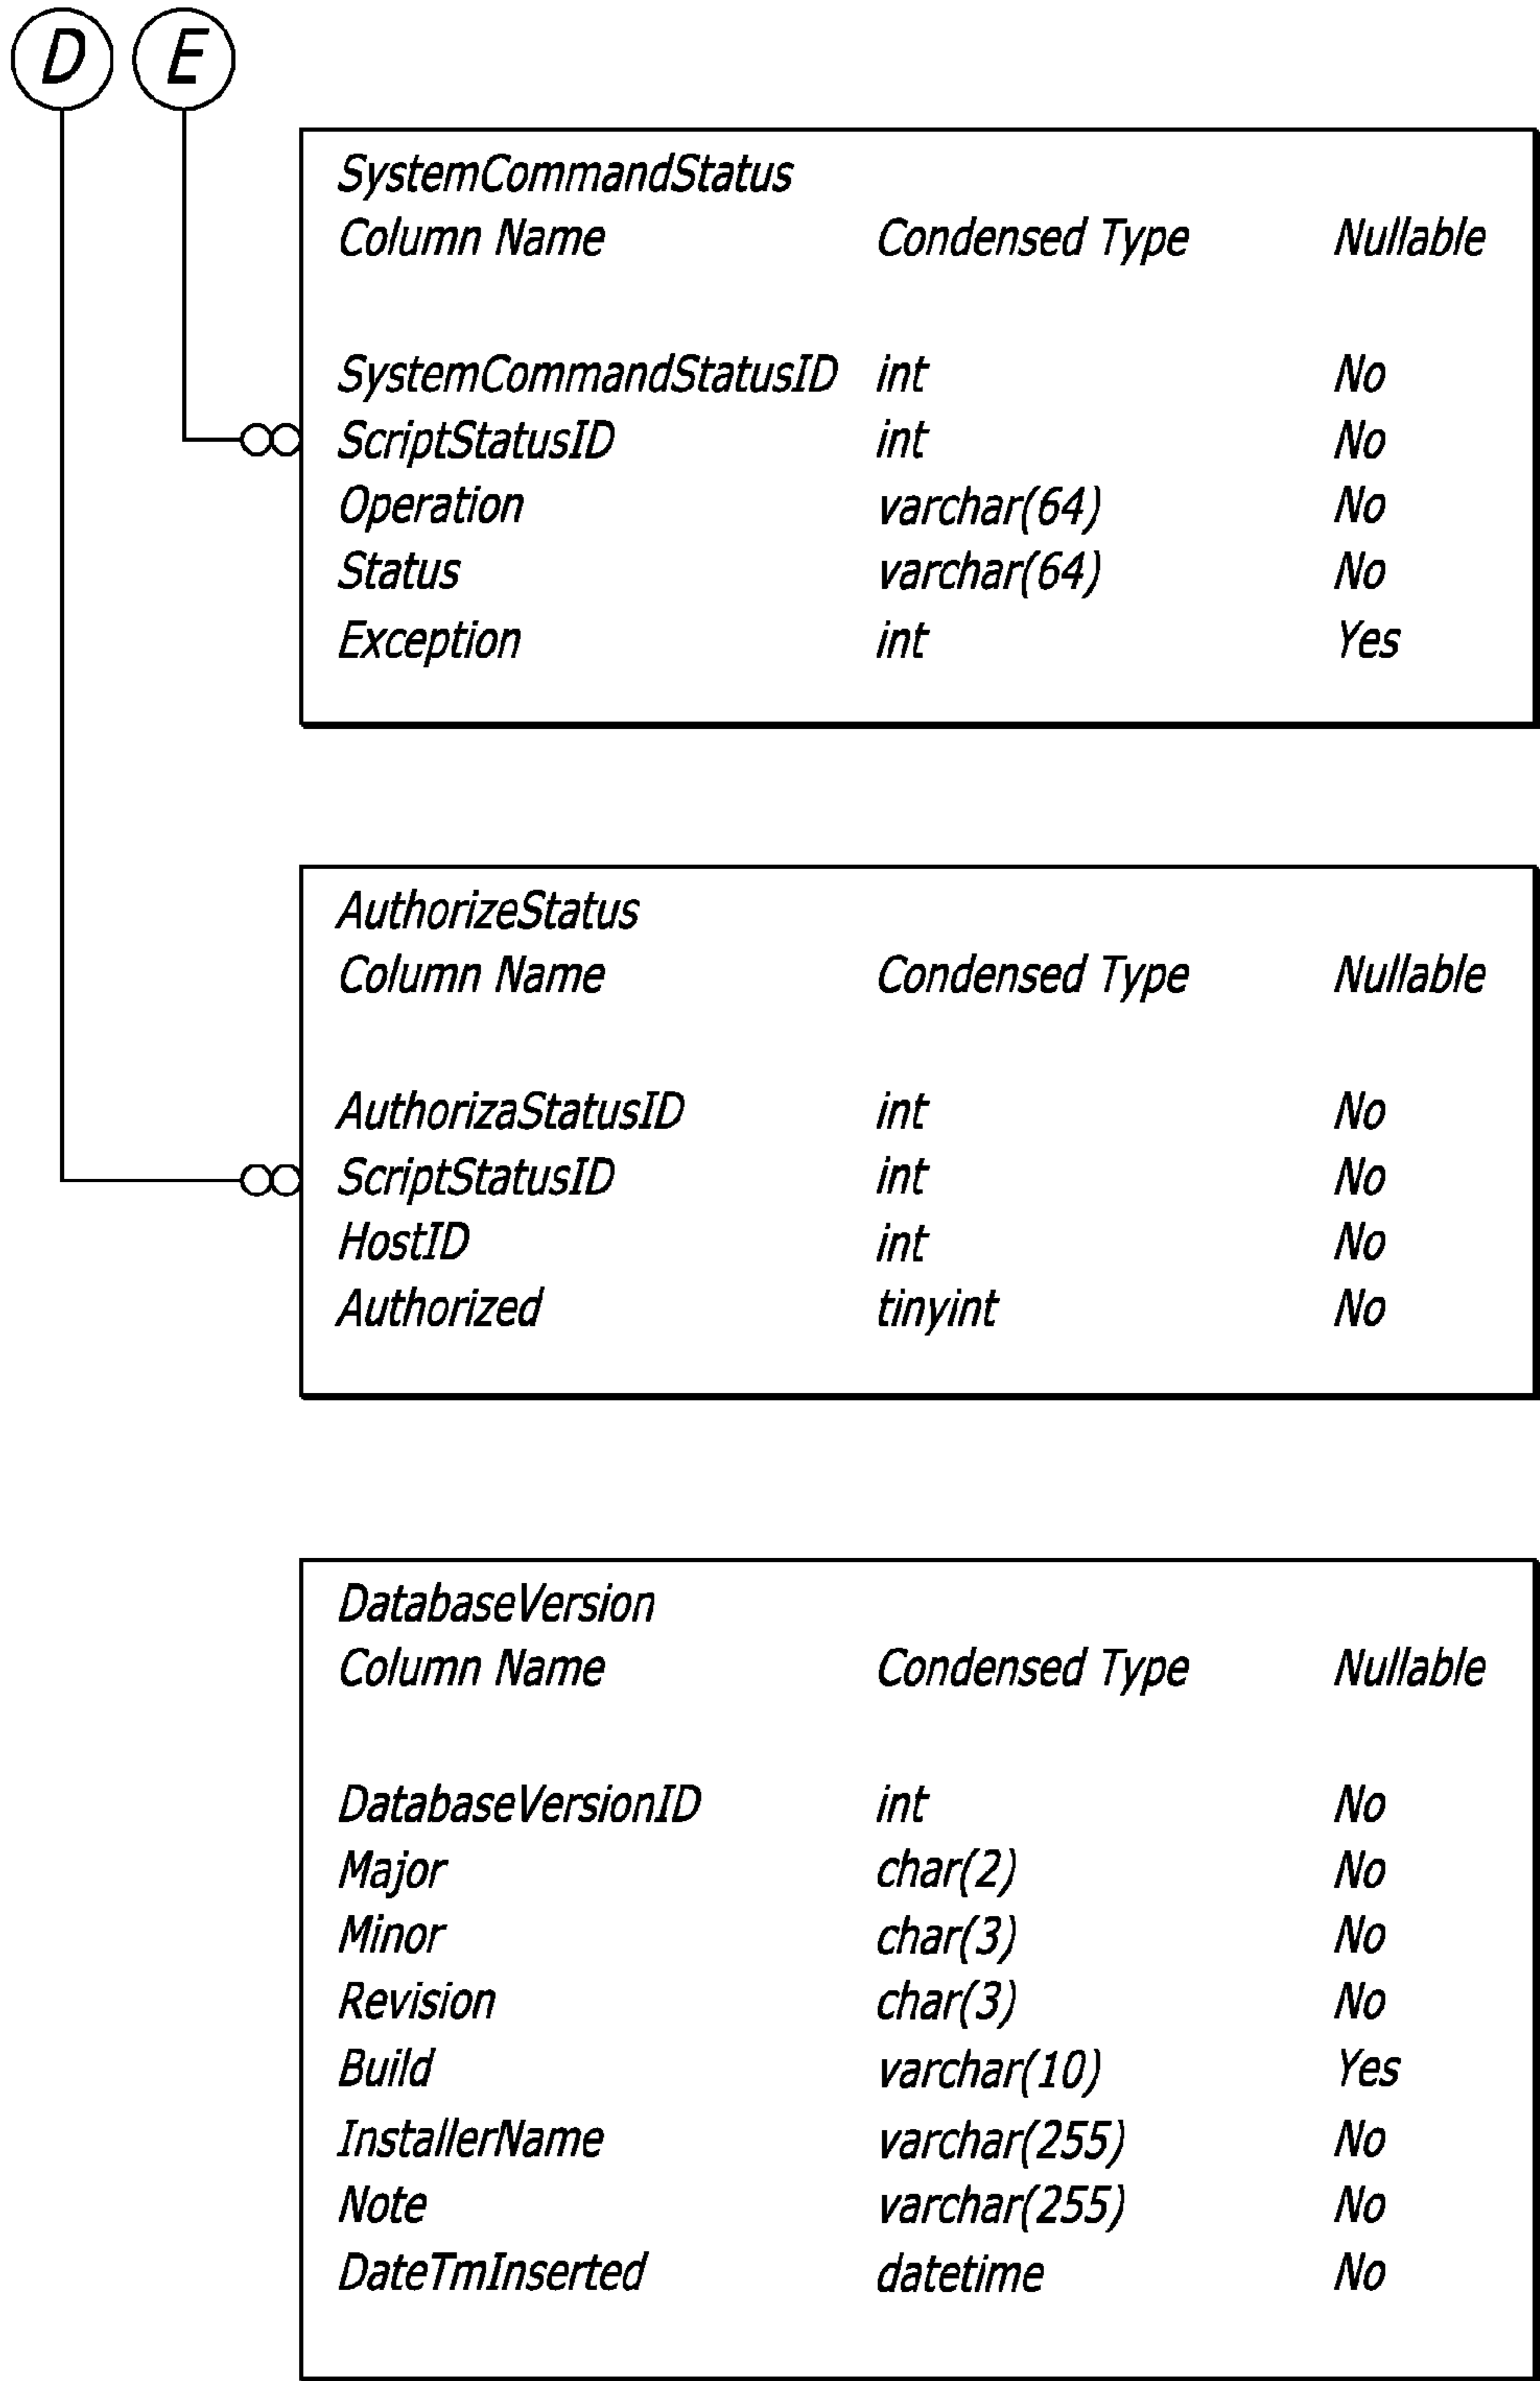 D E
SystemCommandStatus
Column Name Condensed Type Nullable
SystemCommandStatusID int No
ScriptStatusID int No
Operation varchar(64) No
Status varchar(64) No
Exception int Yes
AuthorizeStatus
Column Name Condensed Type Nullable
AuthorizaStatusID int No
ScriptStatusID int No
HostID int No
Authorized tinyint No
DatabaseVersion
Column Name Condensed Type Nullable
DatabaseVersionID int No
Major char(2) No
Minor char(3) No
Revision char(3) No
Build varchar(10) Yes
InstallerName varchar(255) No
Note varchar(255) No
DateTmInserted datetime No